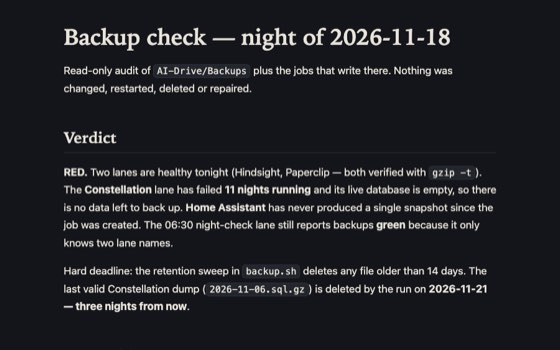 Backup check — night of 2026-11-18
Read-only audit of AI-Drive/Backups plus the jobs that write there. Nothing was
changed, restarted, deleted or repaired.
Verdict
RED. Two lanes are healthy tonight (Hindsight, Paperclip — both verified with gzip -t ).
The Constellation lane has failed 11 nights running and its live database is empty, so there
is no data left to back up. Home Assistant has never produced a single snapshot since the
job was created. The 06:30 night-check lane still reports backups green because it only
knows two lane names.
Hard deadline: the retention sweep in backup.sh deletes any file older than 14 days. The
last valid Constellation dump ( 2026-11-06.sql.gz ) is deleted by the run on 2026-11-21
— three nights from now.